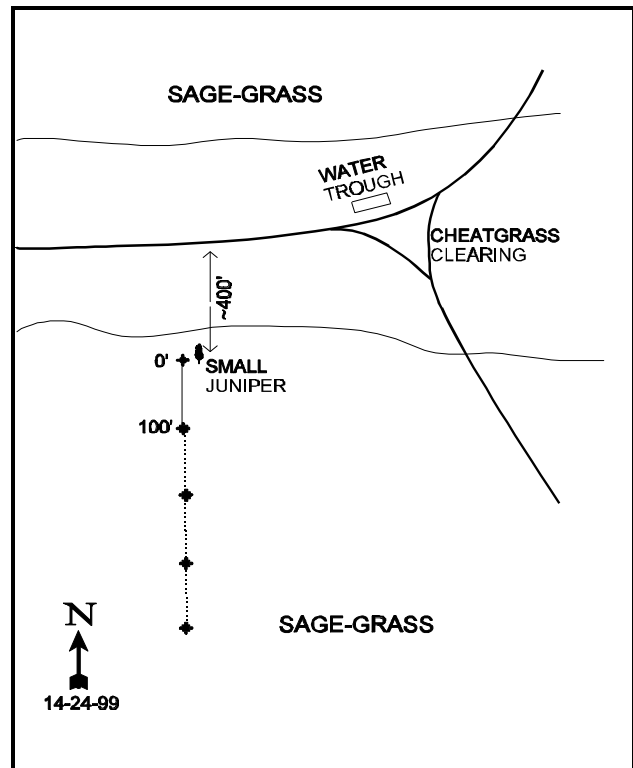 SAGE-GRASS
WATER
TROUGH
CHEATGRASS
CLEARING
~400'
0'
SMALL
JUNIPER
100'
SAGE-GRASS
N
14-24-99